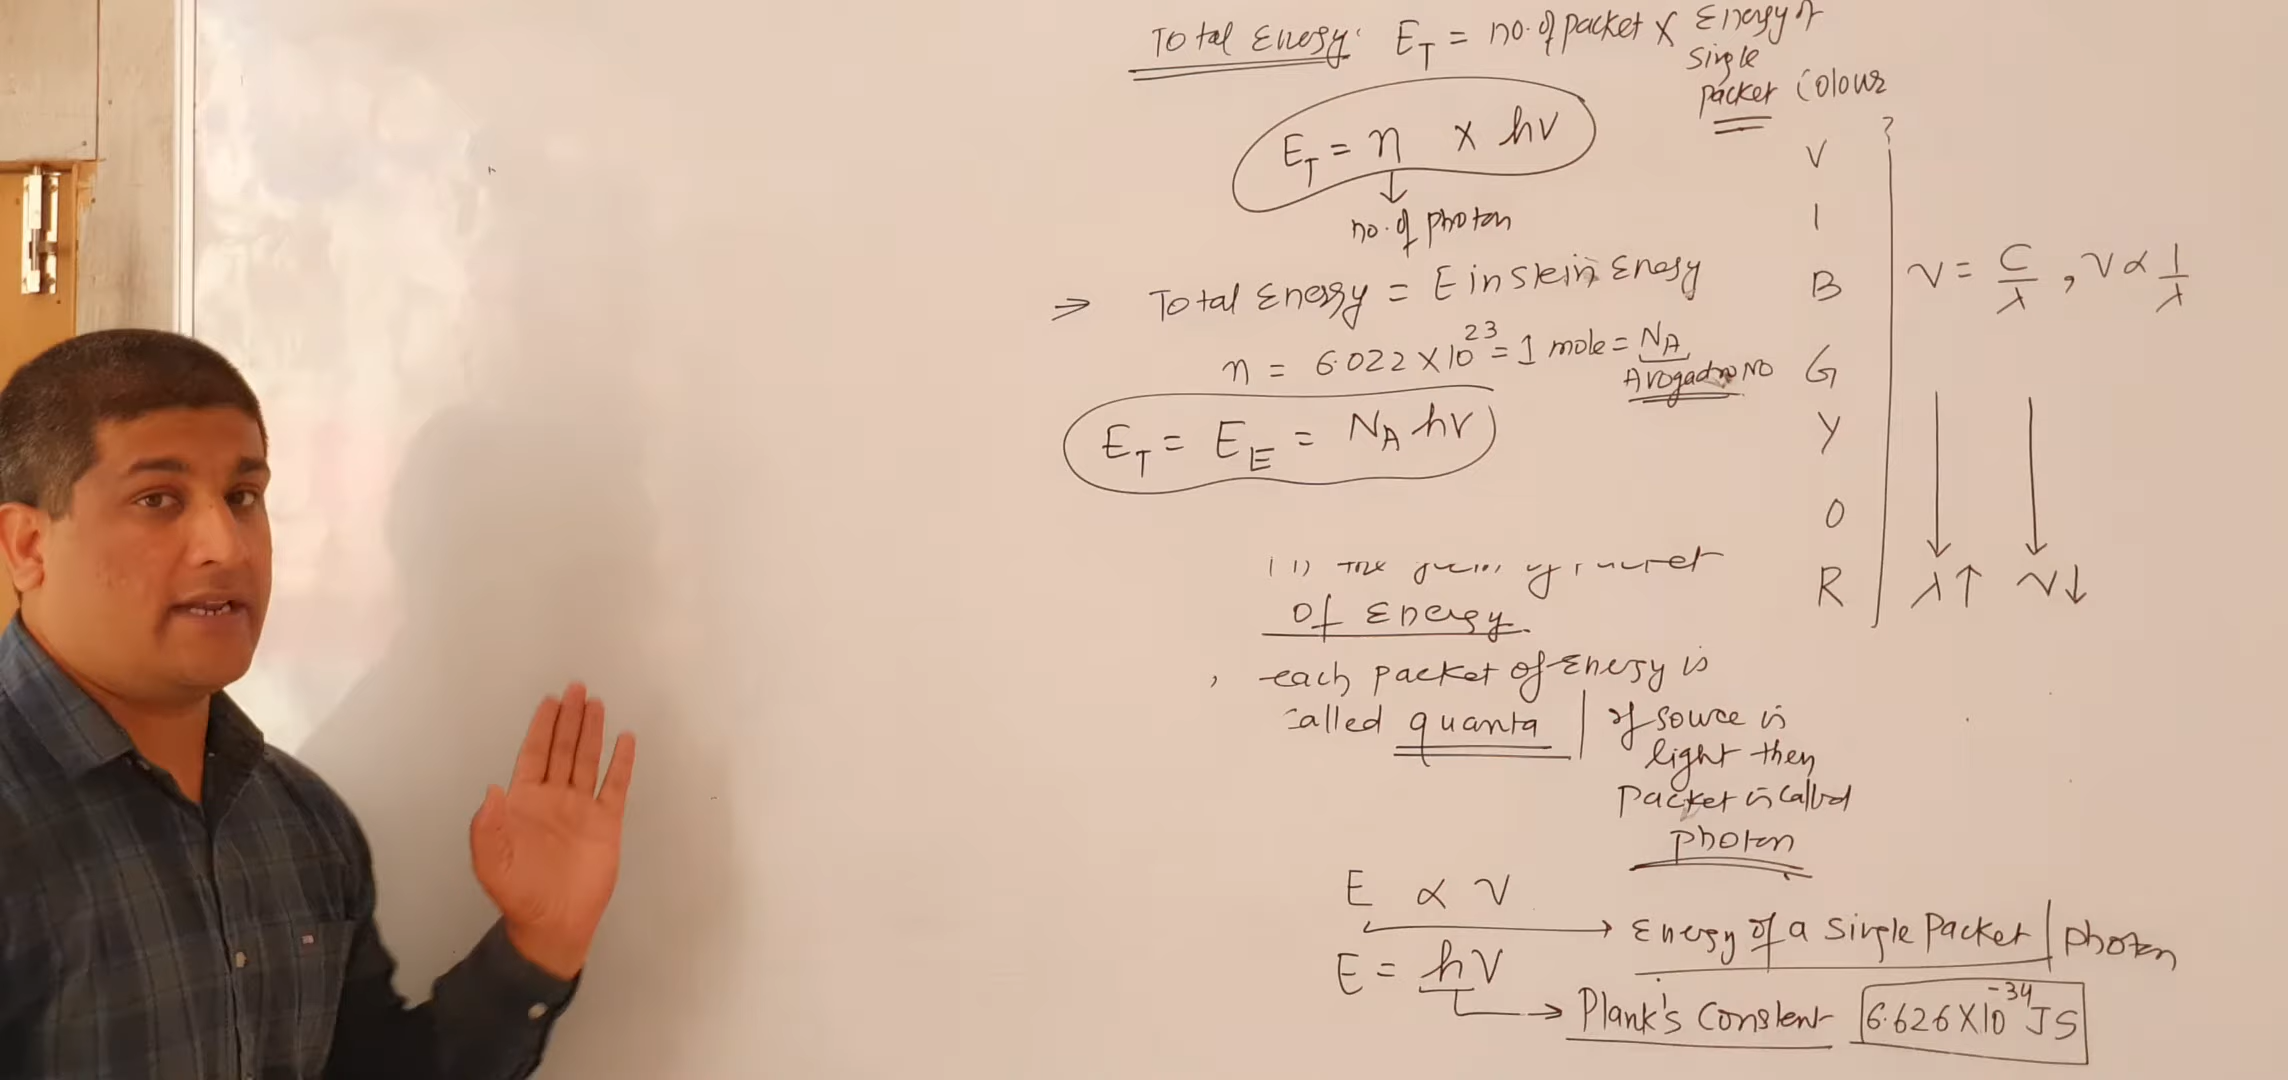 Total Energy: E_T = no. of packet × Energy of
single
packet
E_T = n × hν
↓
no. of photon
⇒ Total Energy = Einstein Enesy
n = 6.022 × 10^23 = 1 mole = N_A
Avogadro No
E_T = E_E = N_A hν
of Energy.
each packet of Energy is
called quanta | if source is
light then
packet is called
photon
E ∝ ν
→ Energy of a single Packet | photon
E = hν
→ Plank's Constent 6.626 × 10^-34 JS
Colour
?
V
I
B
G
Y
O
R
ν = C/λ , ν ∝ 1/λ
λ↑ ν↓